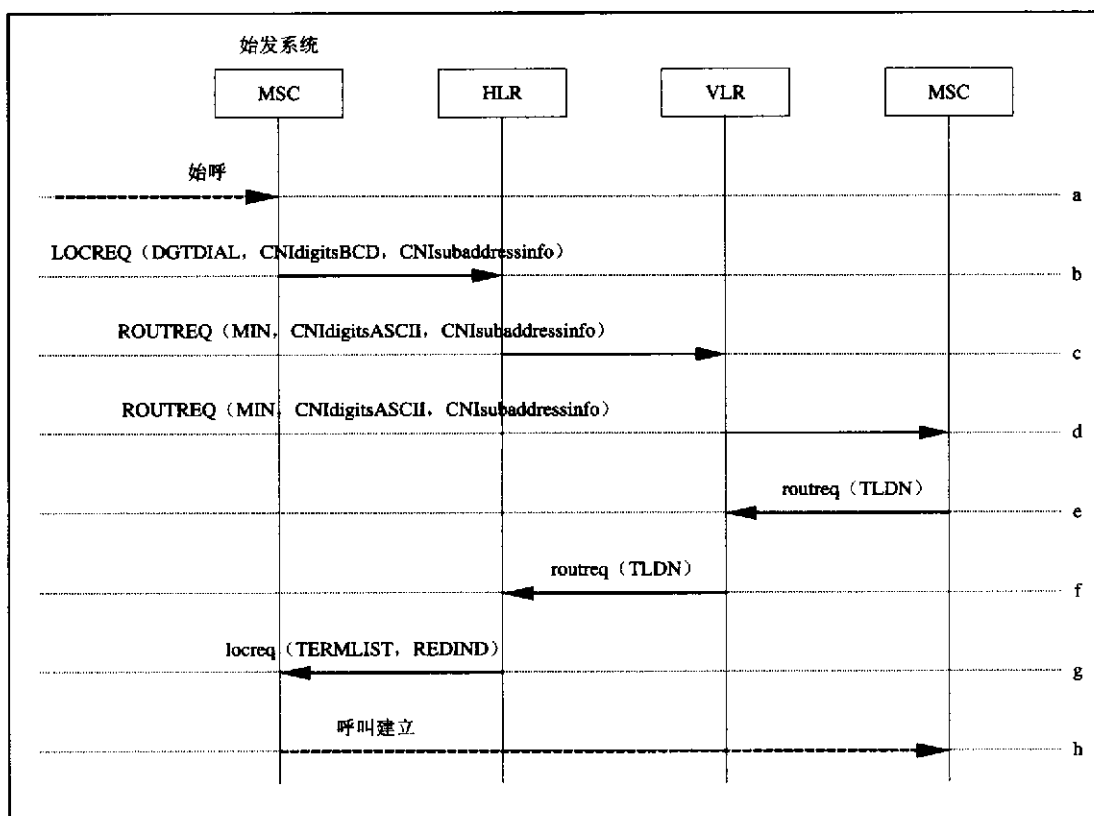 始发系统
MSC HLR VLR MSC
始呼
a
LOCREQ（DGTDIAL，CNIdigitsBCD，CNIsubaddressinfo）
b
ROUTREQ（MIN，CNIdigitsASCII，CNIsubaddressinfo）
c
ROUTREQ（MIN，CNIdigitsASCII，CNIsubaddressinfo）
d
routreq（TLDN）
e
routreq（TLDN）
f
locreq（TERMLIST，REDIND）
g
呼叫建立
h